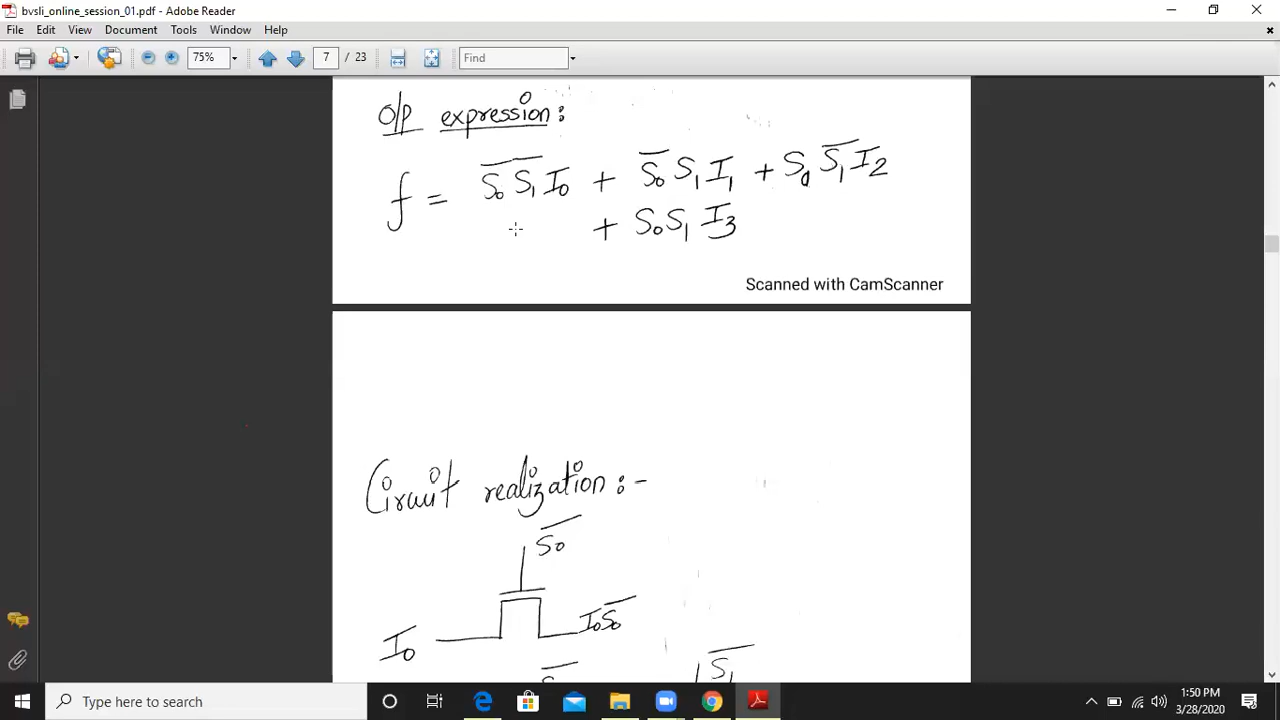 bvsli_online_session_01.pdf - Adobe Reader
File Edit View Document Tools Window Help
75% 7 / 23 Find
O/P expression:
f = S̅₀ S̅₁ I₀ + S̅₀ S₁ I₁ + S₀ S̅₁ I₂
+ S₀ S₁ I₃
Scanned with CamScanner
Circuit realization :-
S̅₀
I₀ I₀S̅₀
S̅₁
Type here to search
1:50 PM
3/28/2020